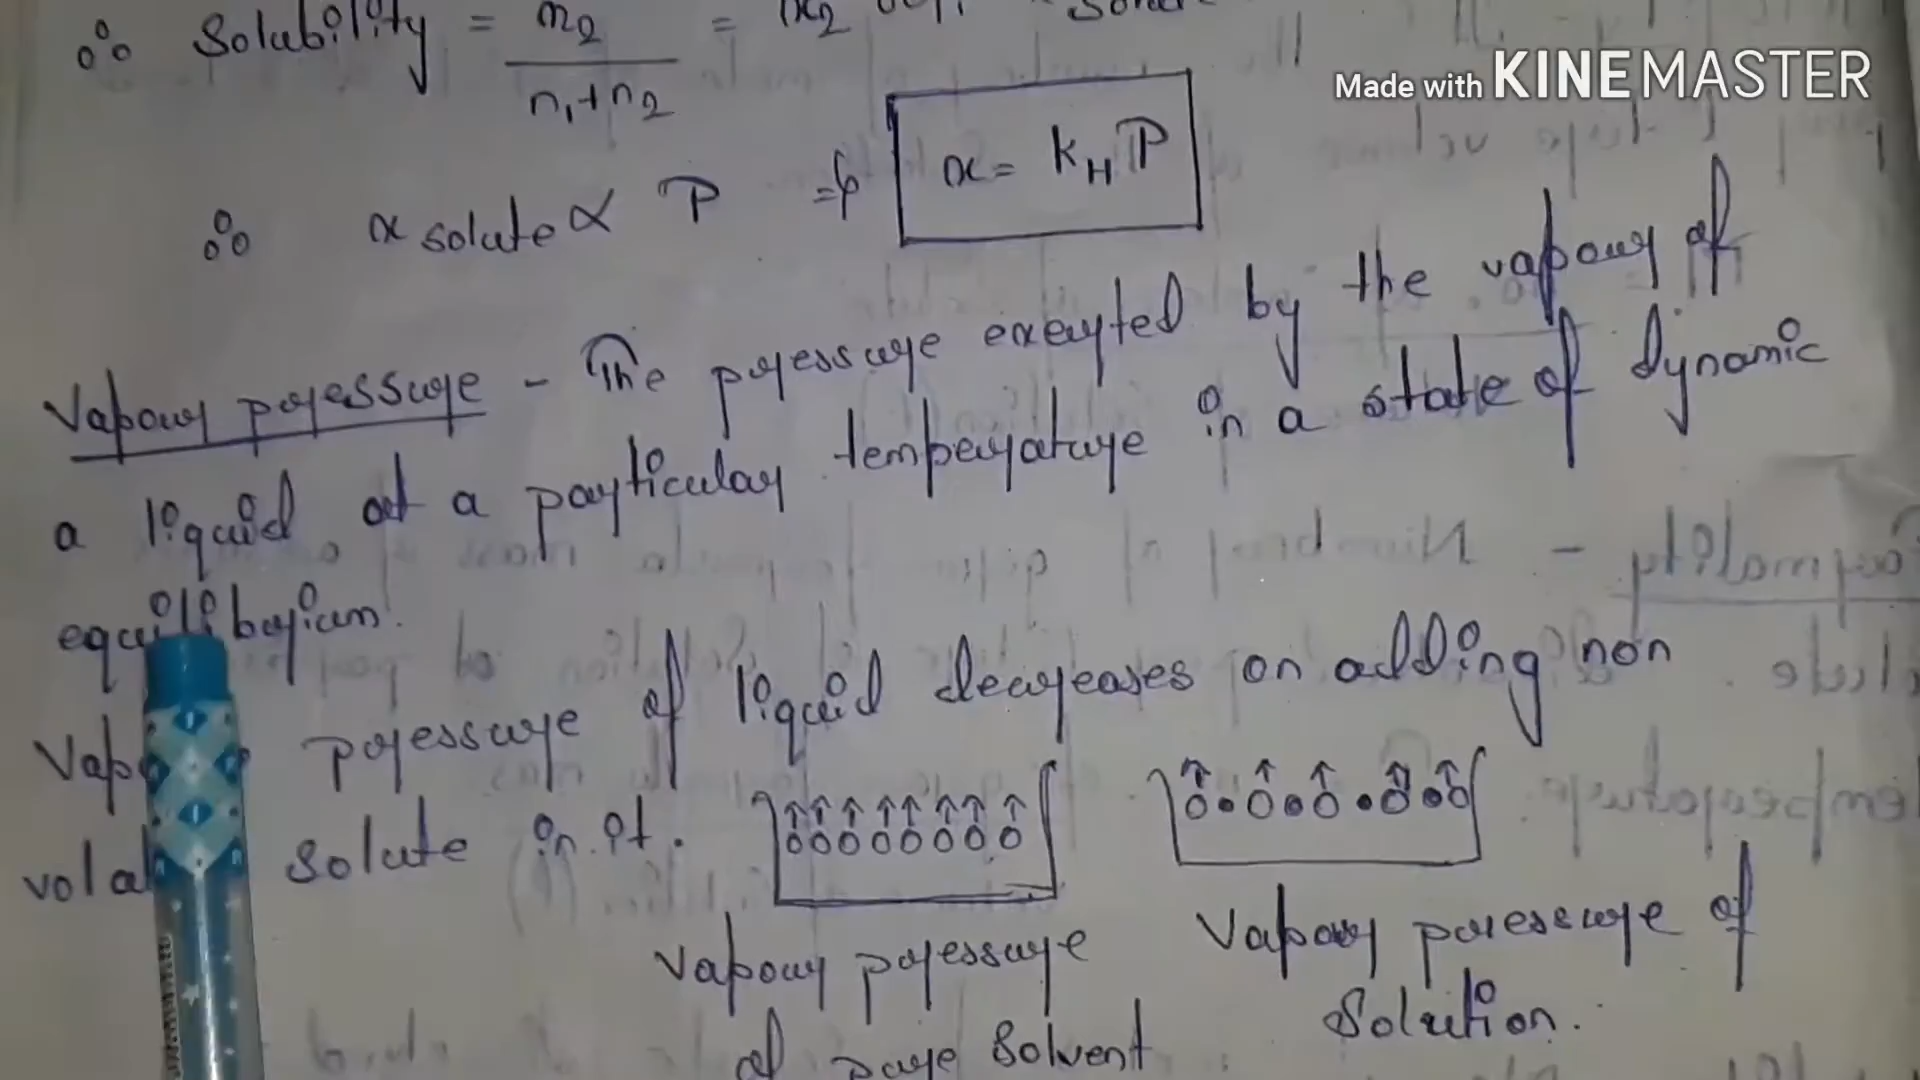 ∴ Solubility = n2 / n1+n2 = x2
Made with KINEMASTER
∴ x solute ∝ P ⇒ x = KH P
Vapour pressure - The pressure exerted by the vapour of
a liquid at a particular temperature in a state of dynamic
equilibrium.
pressure of liquid decreases on adding non
solute in it.
Vapour pressure
of pure solvent
Vapour pressure of
Solution.